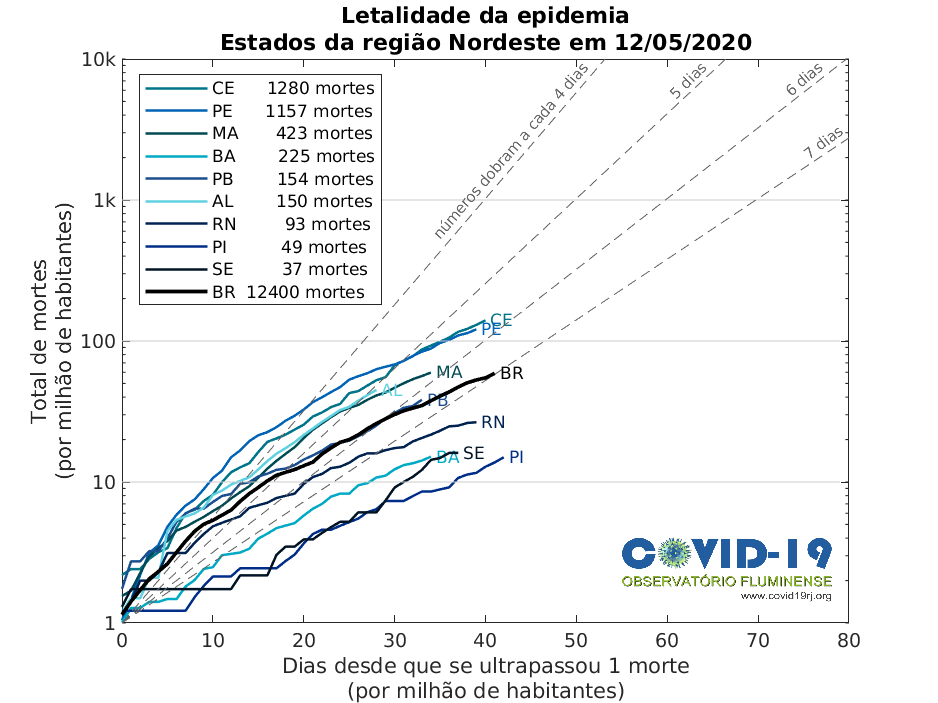 Letalidade da epidemia
Estados da região Nordeste em 12/05/2020
Total de mortes
(por milhão de habitantes)
10k
1k
100
10
1
CE 1280 mortes
PE 1157 mortes
MA 423 mortes
BA 225 mortes
PB 154 mortes
AL 150 mortes
RN 93 mortes
PI 49 mortes
SE 37 mortes
BR 12400 mortes
números dobram a cada 4 dias
5 dias
6 dias
7 dias
CE
PE
MA
AL
BR
PB
RN
BA
SE
PI
COVID-19
OBSERVATÓRIO FLUMINENSE
www.covid19rj.org
0 10 20 30 40 50 60 70 80
Dias desde que se ultrapassou 1 morte
(por milhão de habitantes)